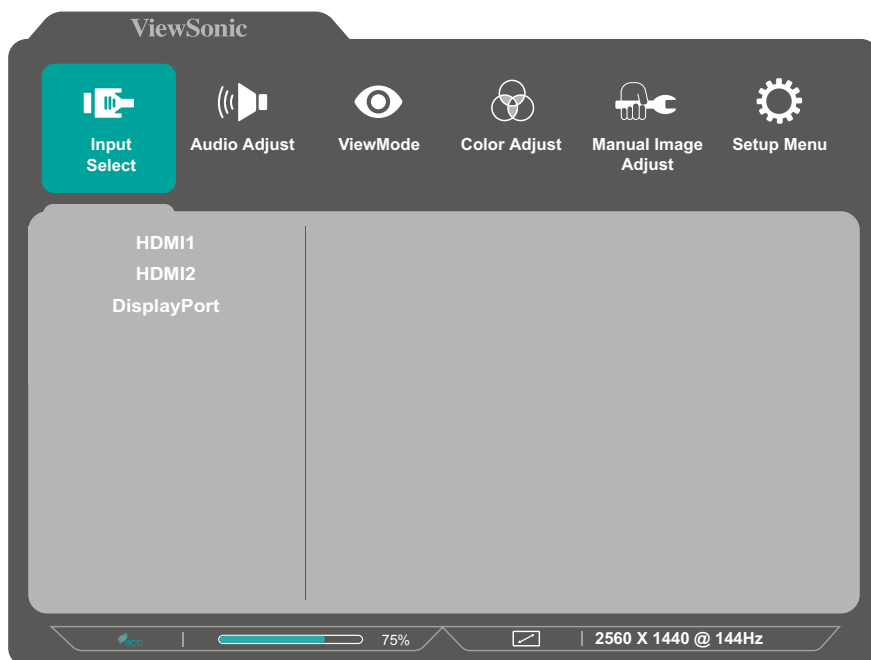 ViewSonic
Input
Select
Audio Adjust
ViewMode
Color Adjust
Manual Image
Adjust
Setup Menu
HDMI1
HDMI2
DisplayPort
eco
75%
2560 X 1440 @ 144Hz